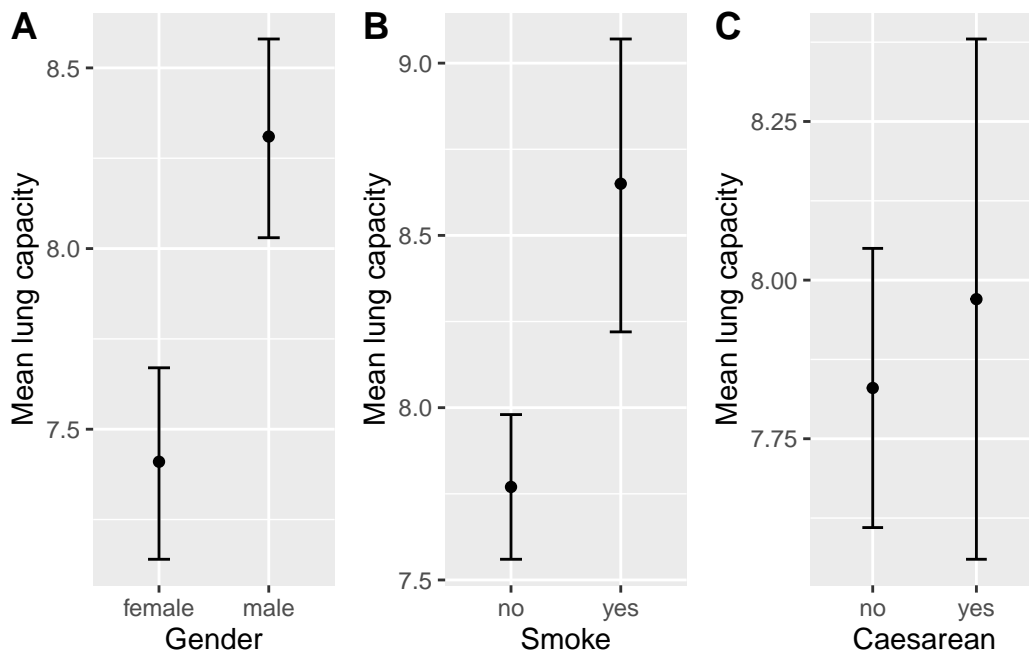 A
Mean lung capacity
8.5
8.0
7.5
female male
Gender
B
Mean lung capacity
9.0
8.5
8.0
7.5
no yes
Smoke
C
Mean lung capacity
8.25
8.00
7.75
no yes
Caesarean